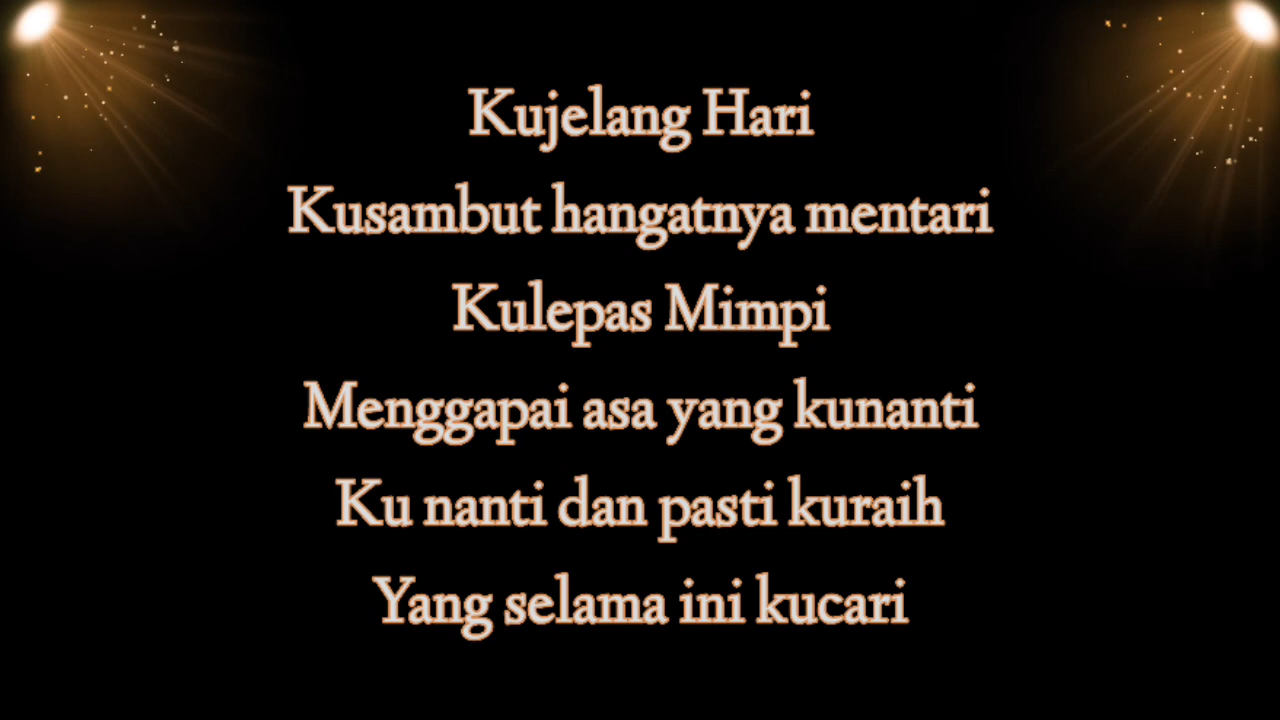 Kujelang Hari
Kusambut hangatnya mentari
Kulepas Mimpi
Menggapai asa yang kunanti
Ku nanti dan pasti kuraih
Yang selama ini kucari